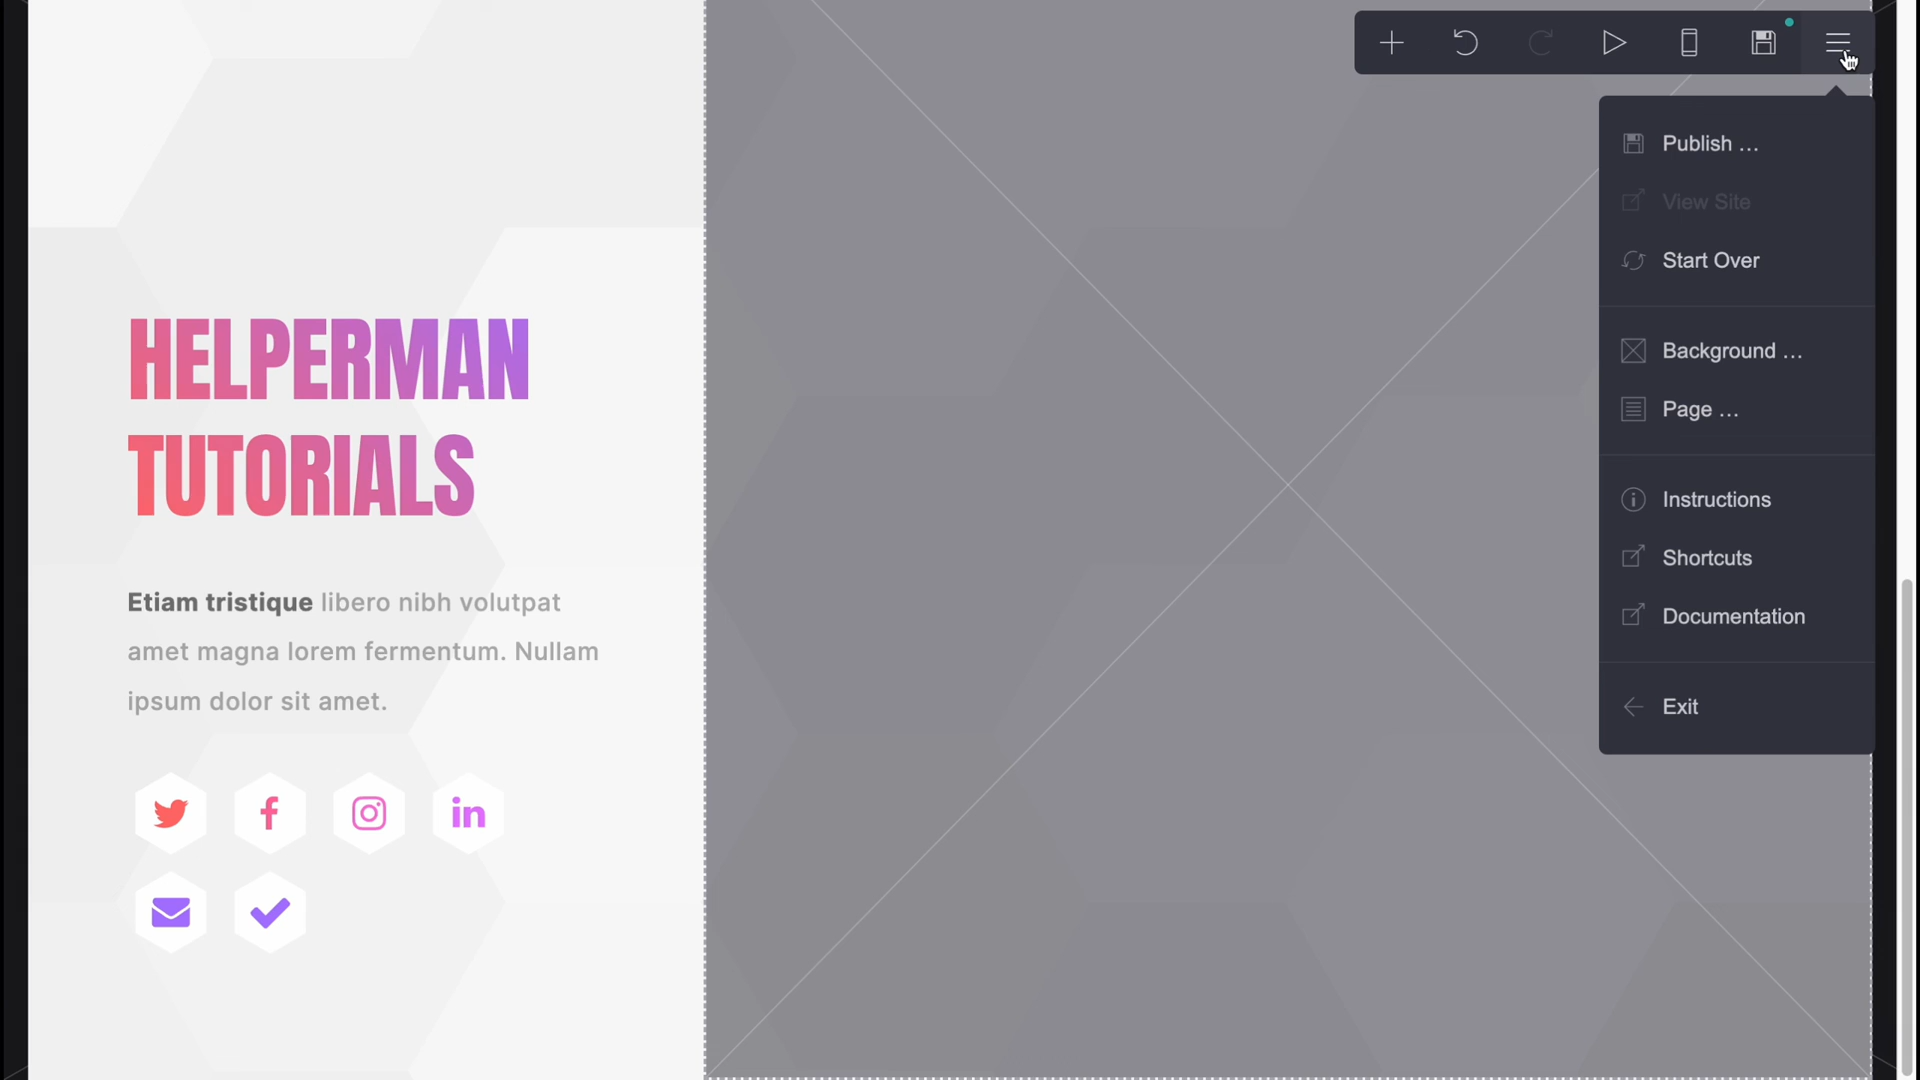 Publish ...
View Site
Start Over
Background ...
Page ...
Instructions
Shortcuts
Documentation
Exit
HELPERMAN
TUTORIALS
Etiam tristique libero nibh volutpat
amet magna lorem fermentum. Nullam
ipsum dolor sit amet.